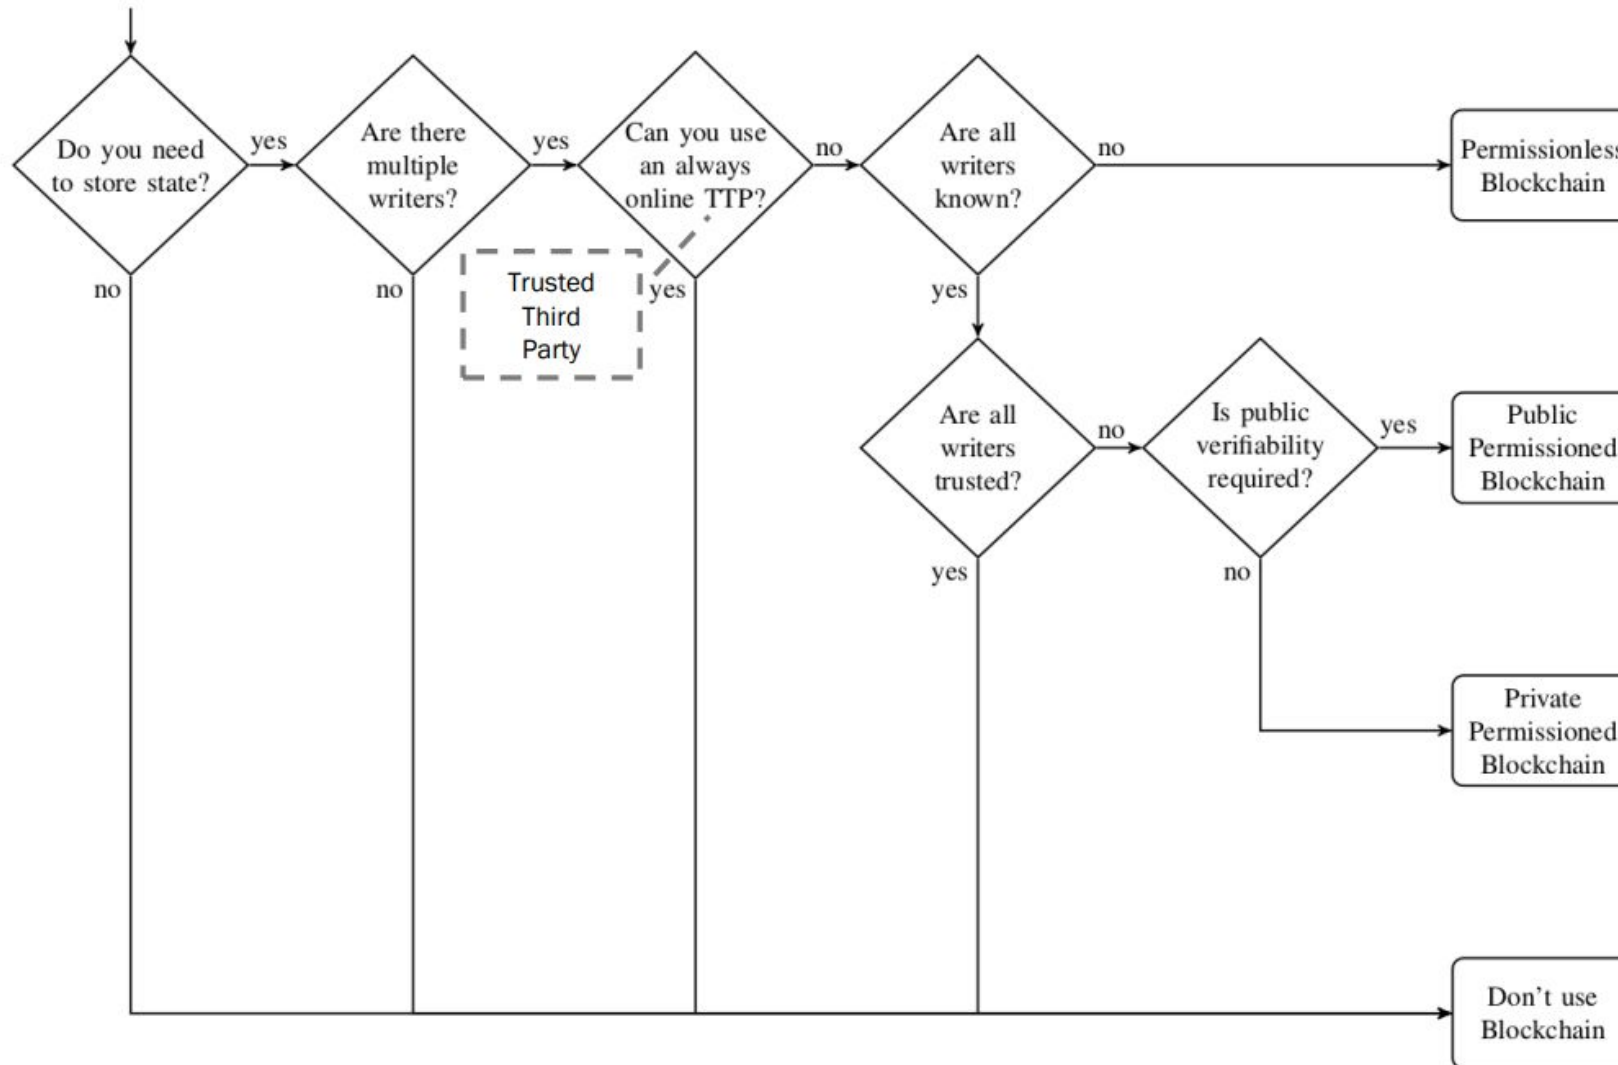 Do you need
to store state?
yes
Are there
multiple
writers?
yes
Can you use
an always
online TTP?
no
Are all
writers
known?
no
Permissionless
Blockchain
no
no
Trusted
Third
Party
yes
yes
Are all
writers
trusted?
no
Is public
verifiability
required?
yes
Public
Permissioned
Blockchain
yes
no
Private
Permissioned
Blockchain
Don't use
Blockchain